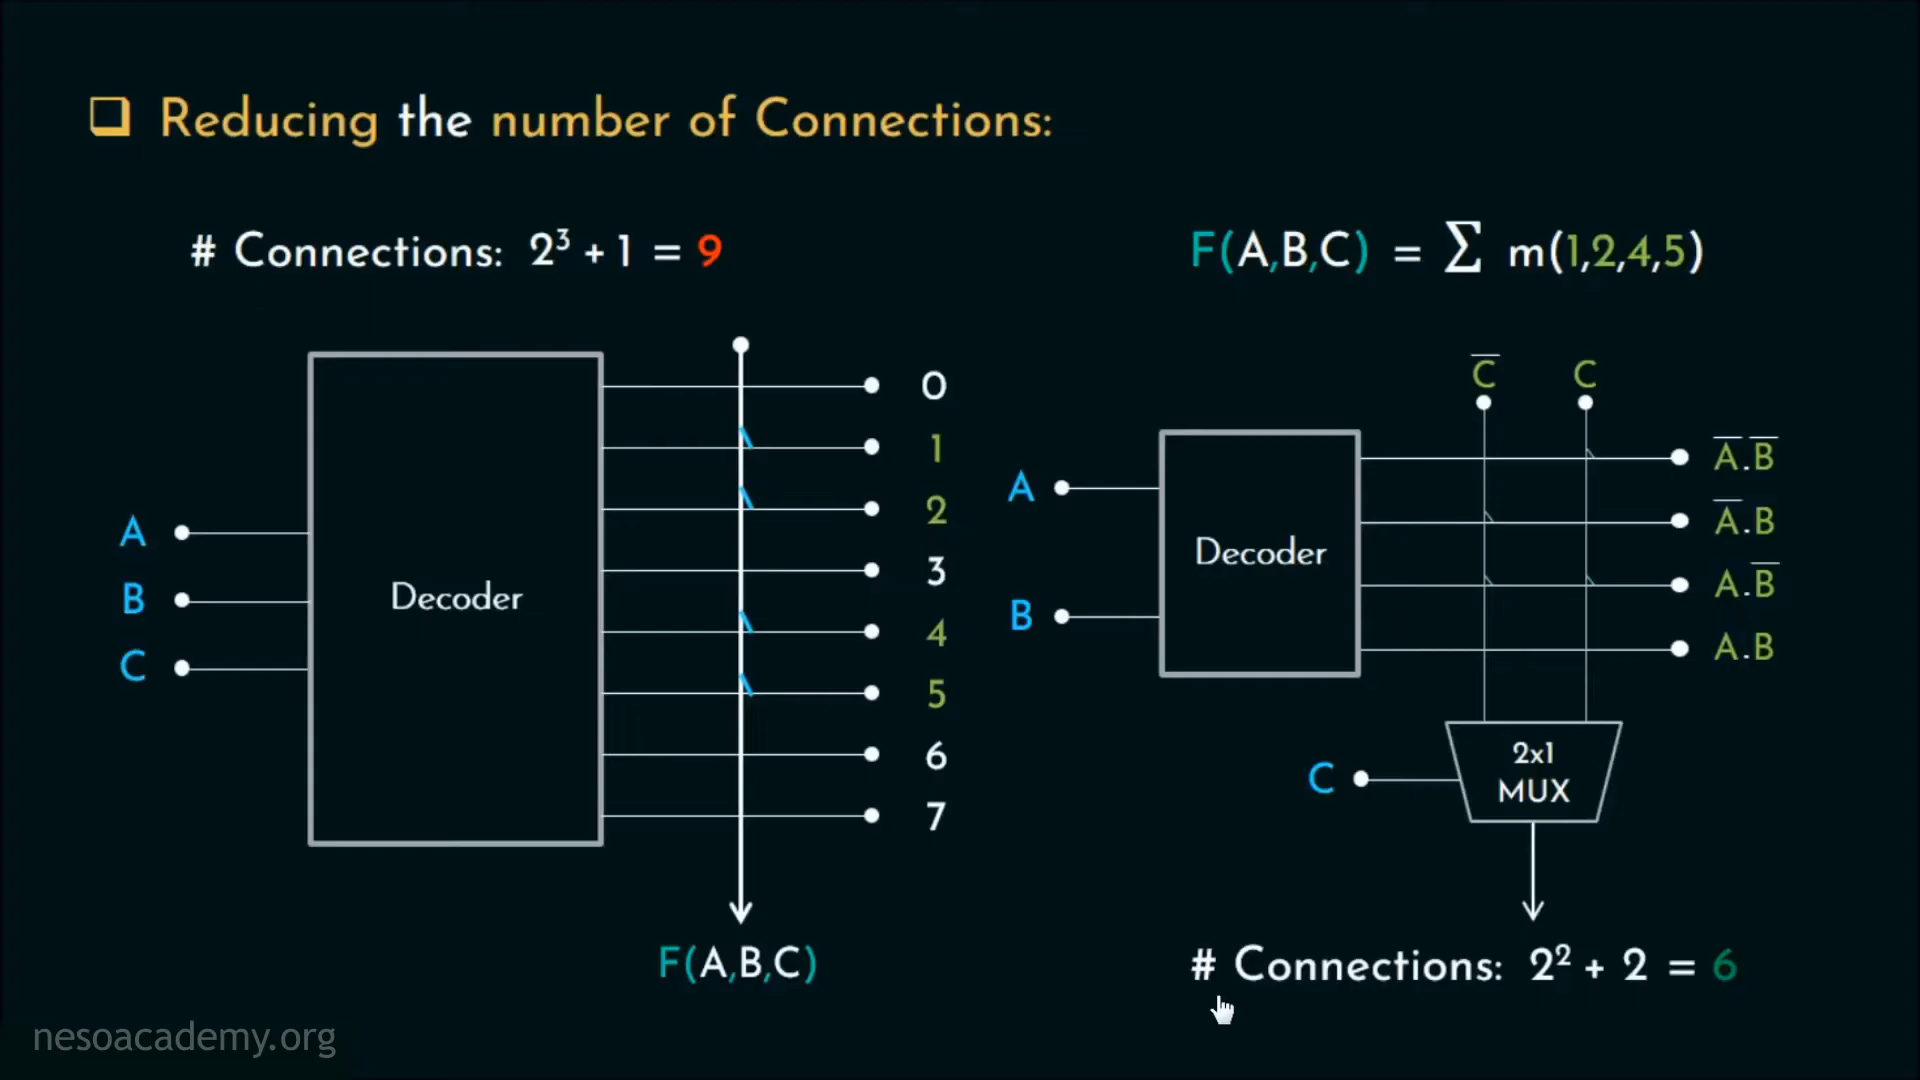 Reducing the number of Connections:
# Connections: 2³ + 1 = 9
F(A,B,C) = ∑ m(1,2,4,5)
A
B
C
Decoder
0
1
2
3
4
5
6
7
F(A,B,C)
C̅
C
A
B
Decoder
A̅.B̅
A̅.B
A.B̅
A.B
C
2x1
MUX
# Connections: 2² + 2 = 6
nesoacademy.org